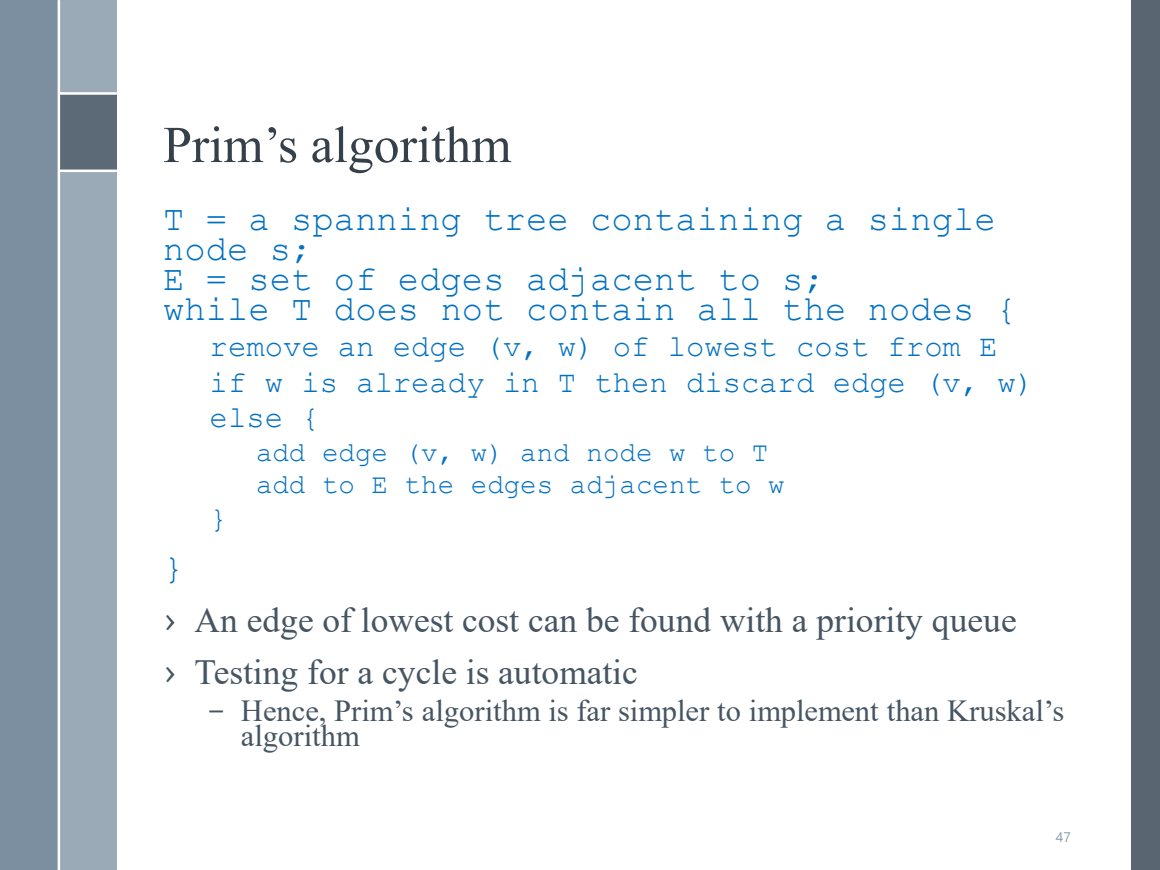 Prim’s algorithm
T = a spanning tree containing a single
node s;
E = set of edges adjacent to s;
while T does not contain all the nodes {
remove an edge (v, w) of lowest cost from E
if w is already in T then discard edge (v, w)
else {
add edge (v, w) and node w to T
add to E the edges adjacent to w
}
}
› An edge of lowest cost can be found with a priority queue
› Testing for a cycle is automatic
– Hence, Prim’s algorithm is far simpler to implement than Kruskal’s
algorithm
47